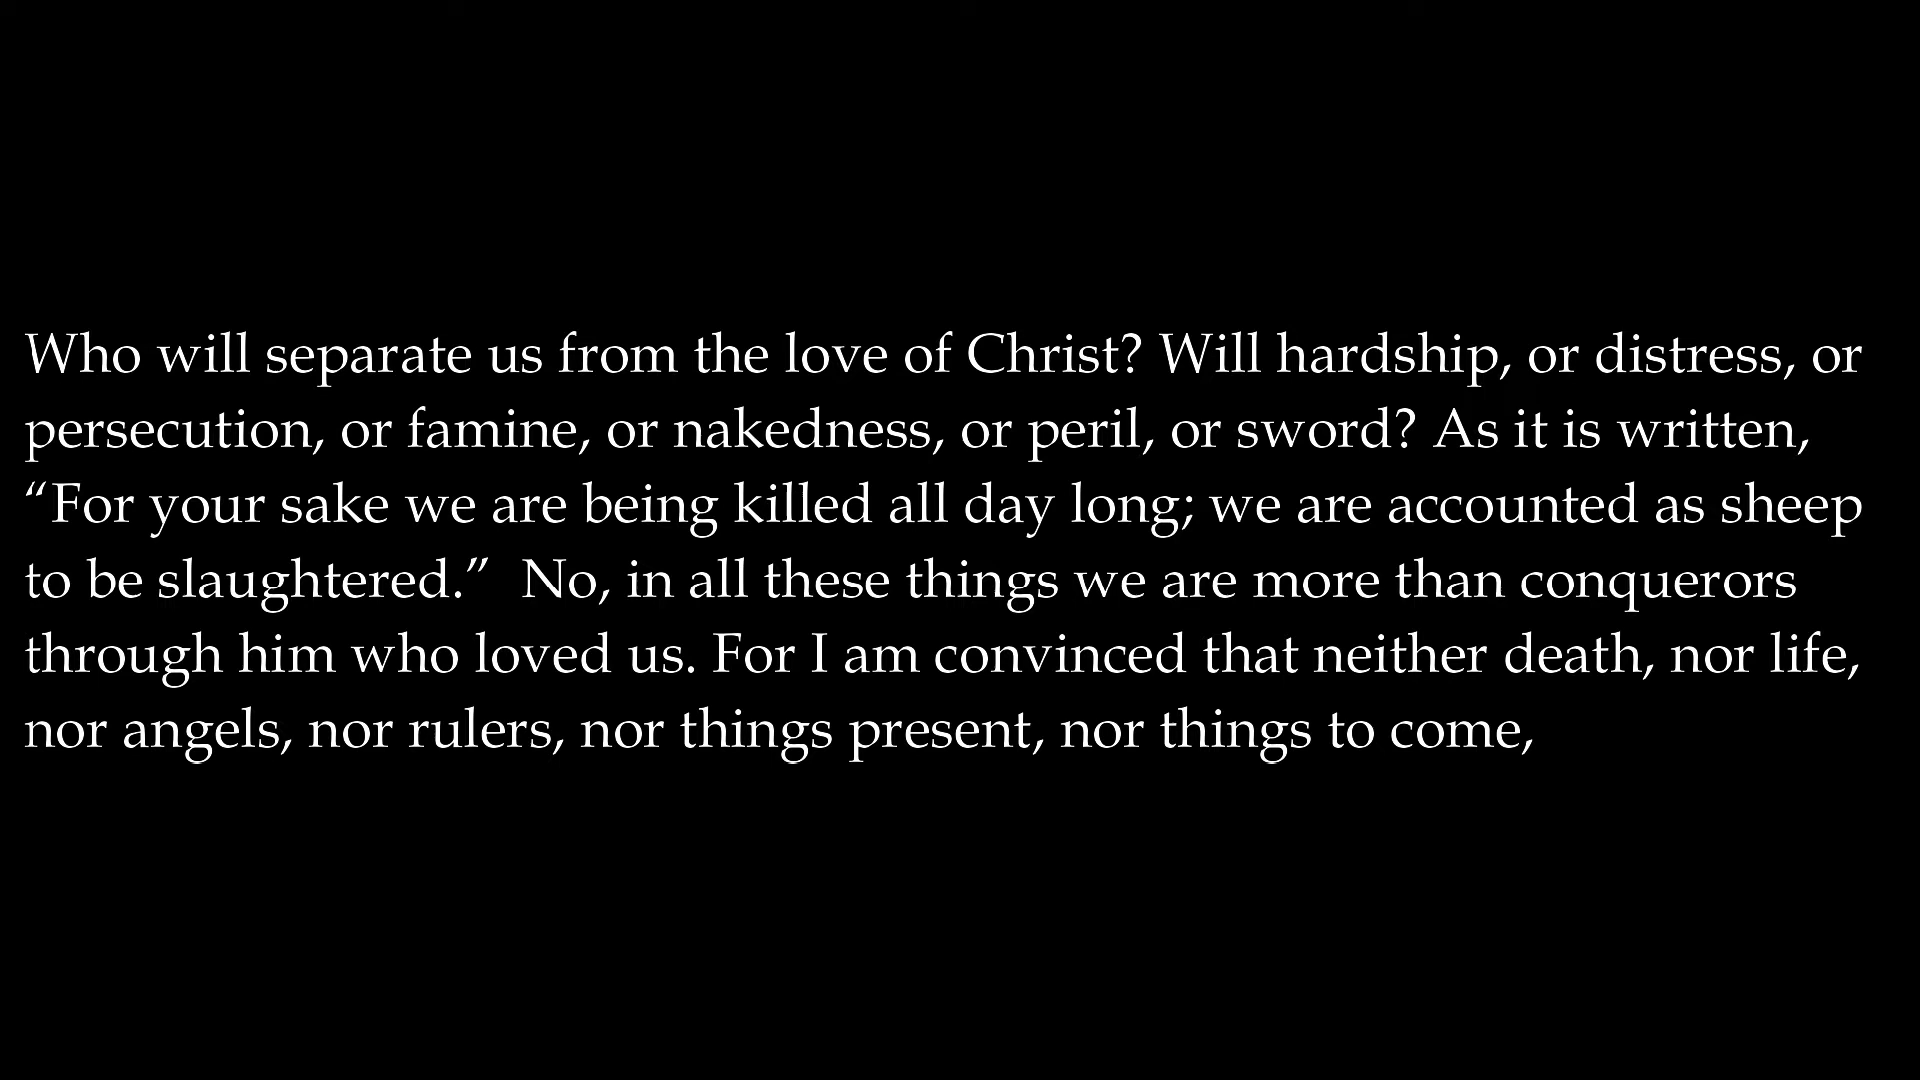 Who will separate us from the love of Christ? Will hardship, or distress, or
persecution, or famine, or nakedness, or peril, or sword? As it is written,
“For your sake we are being killed all day long; we are accounted as sheep
to be slaughtered.”  No, in all these things we are more than conquerors
through him who loved us. For I am convinced that neither death, nor life,
nor angels, nor rulers, nor things present, nor things to come,